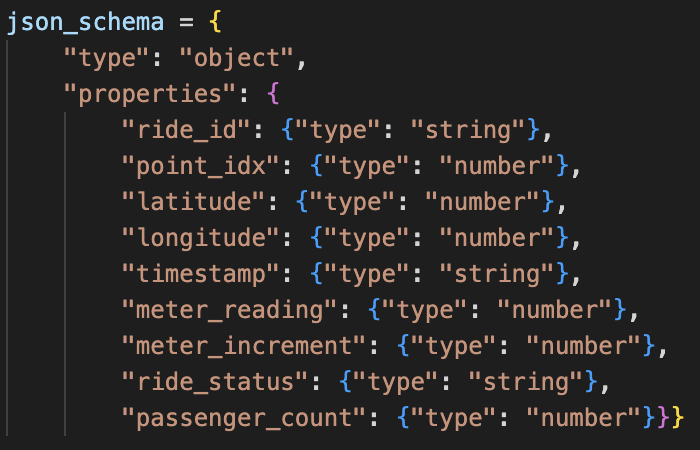 json_schema = {
    "type": "object",
    "properties": {
        "ride_id": {"type": "string"},
        "point_idx": {"type": "number"},
        "latitude": {"type": "number"},
        "longitude": {"type": "number"},
        "timestamp": {"type": "string"},
        "meter_reading": {"type": "number"},
        "meter_increment": {"type": "number"},
        "ride_status": {"type": "string"},
        "passenger_count": {"type": "number"}}}